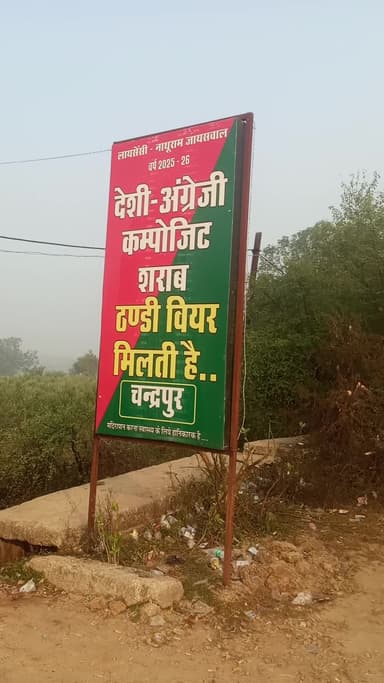 लायसेंसी - नाथूराम जायसवाल
वर्ष 2025 - 26
देशी-अंग्रेजी
कम्पोजिट
शराब
ठण्डी वियर
मिलती है..
चन्द्रपुर
मदिरापान करना स्वास्थ्य के लिये हानिकारक है....